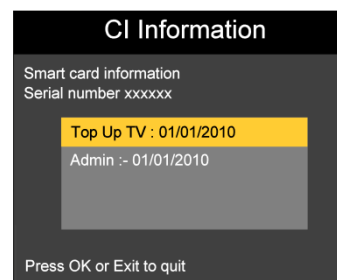 CI Information
Smart card information
Serial number xxxxxx
Top Up TV : 01/01/2010
Admin :- 01/01/2010
Press OK or Exit to quit